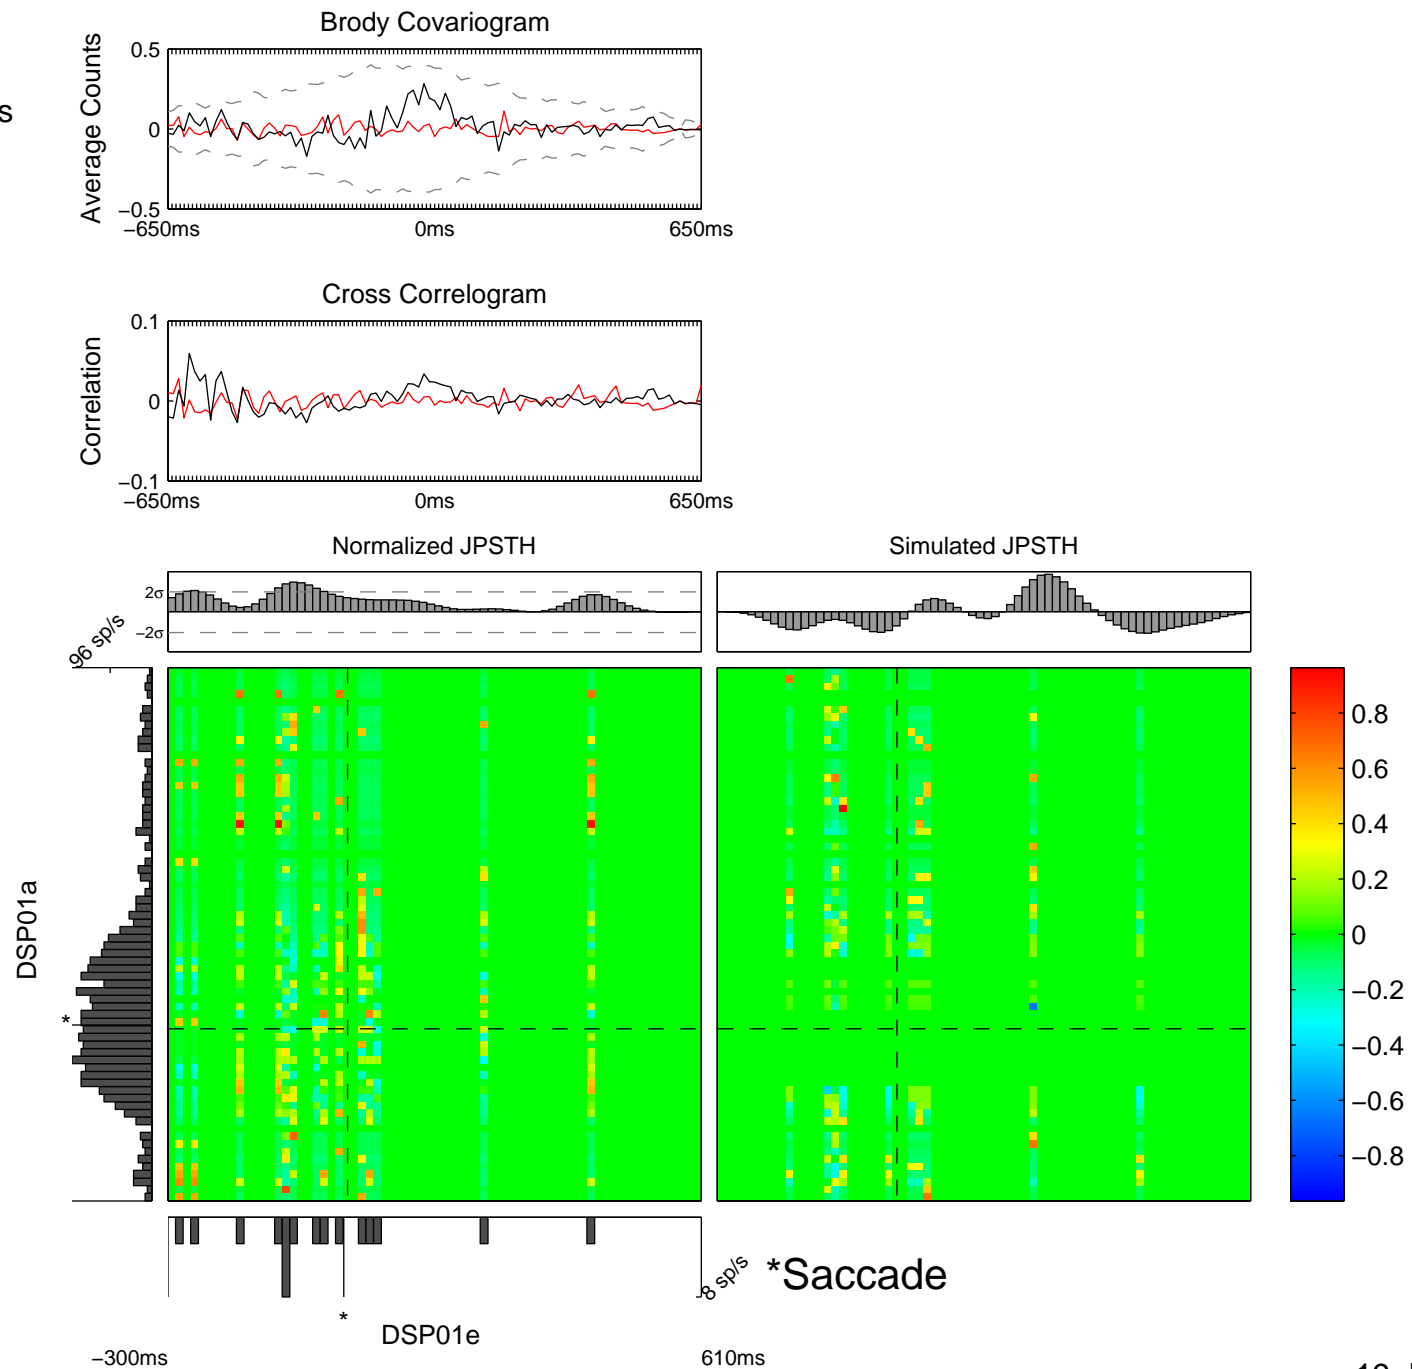 Brody Covariogram
s
Average Counts
0.5
0
−0.5
−650ms
0ms
650ms
Cross Correlogram
Correlation
0.1
0
−0.1
−650ms
0ms
650ms
Normalized JPSTH
Simulated JPSTH
2σ
−2σ
96 sp/s
DSP01a
*
0.8
0.6
0.4
0.2
0
−0.2
−0.4
−0.6
−0.8
8 sp/s
*Saccade
*
DSP01e
−300ms
610ms